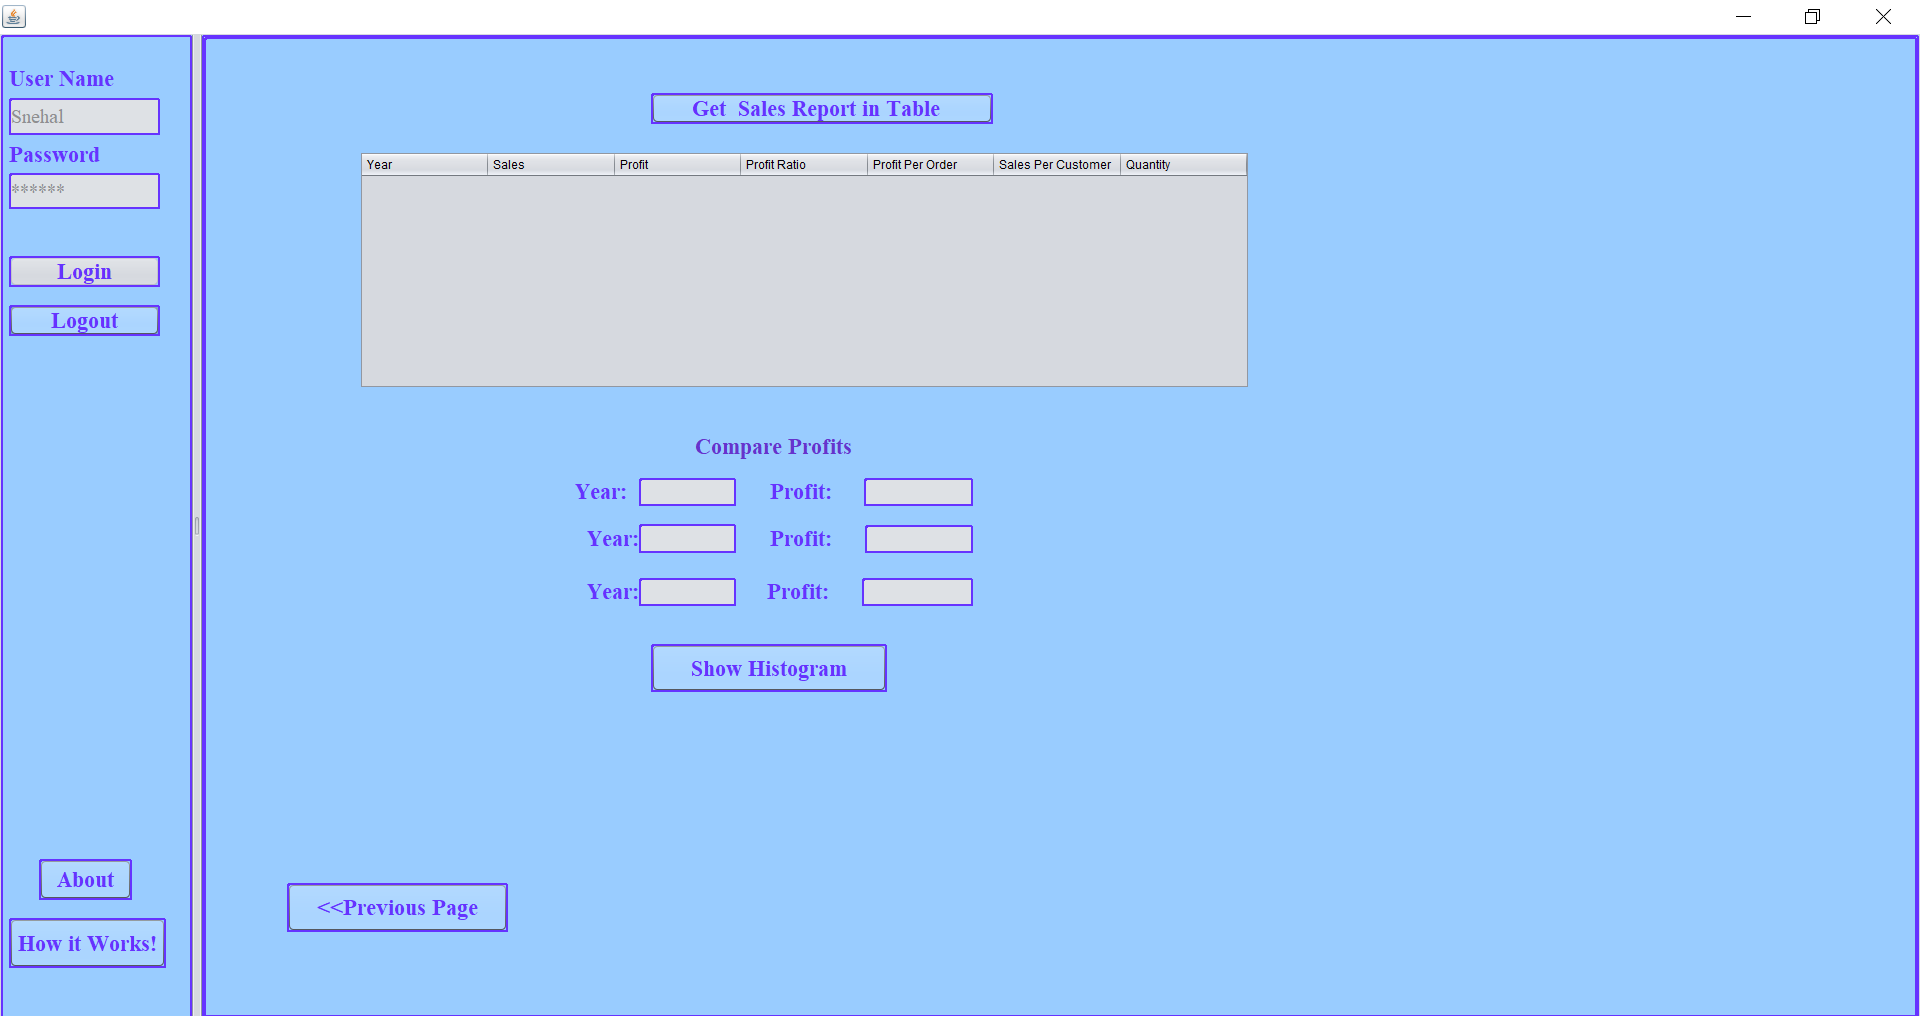 User Name
Snehal
Password
******
Login
Logout
About
How it Works!
Get  Sales Report in Table
Year Sales Profit Profit Ratio Profit Per Order Sales Per Customer Quantity
Compare Profits
Year: Profit:
Year: Profit:
Year: Profit:
Show Histogram
<<Previous Page